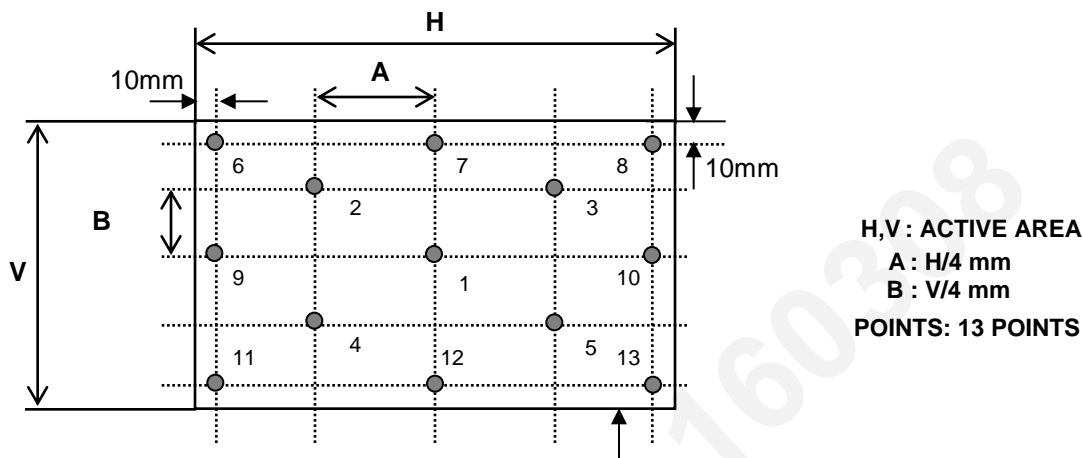 H
A
10mm
6
7
8
10mm
2
3
B
V
9
1
10
4
5
11
12
13
H,V : ACTIVE AREA
A : H/4 mm
B : V/4 mm
POINTS: 13 POINTS
160308